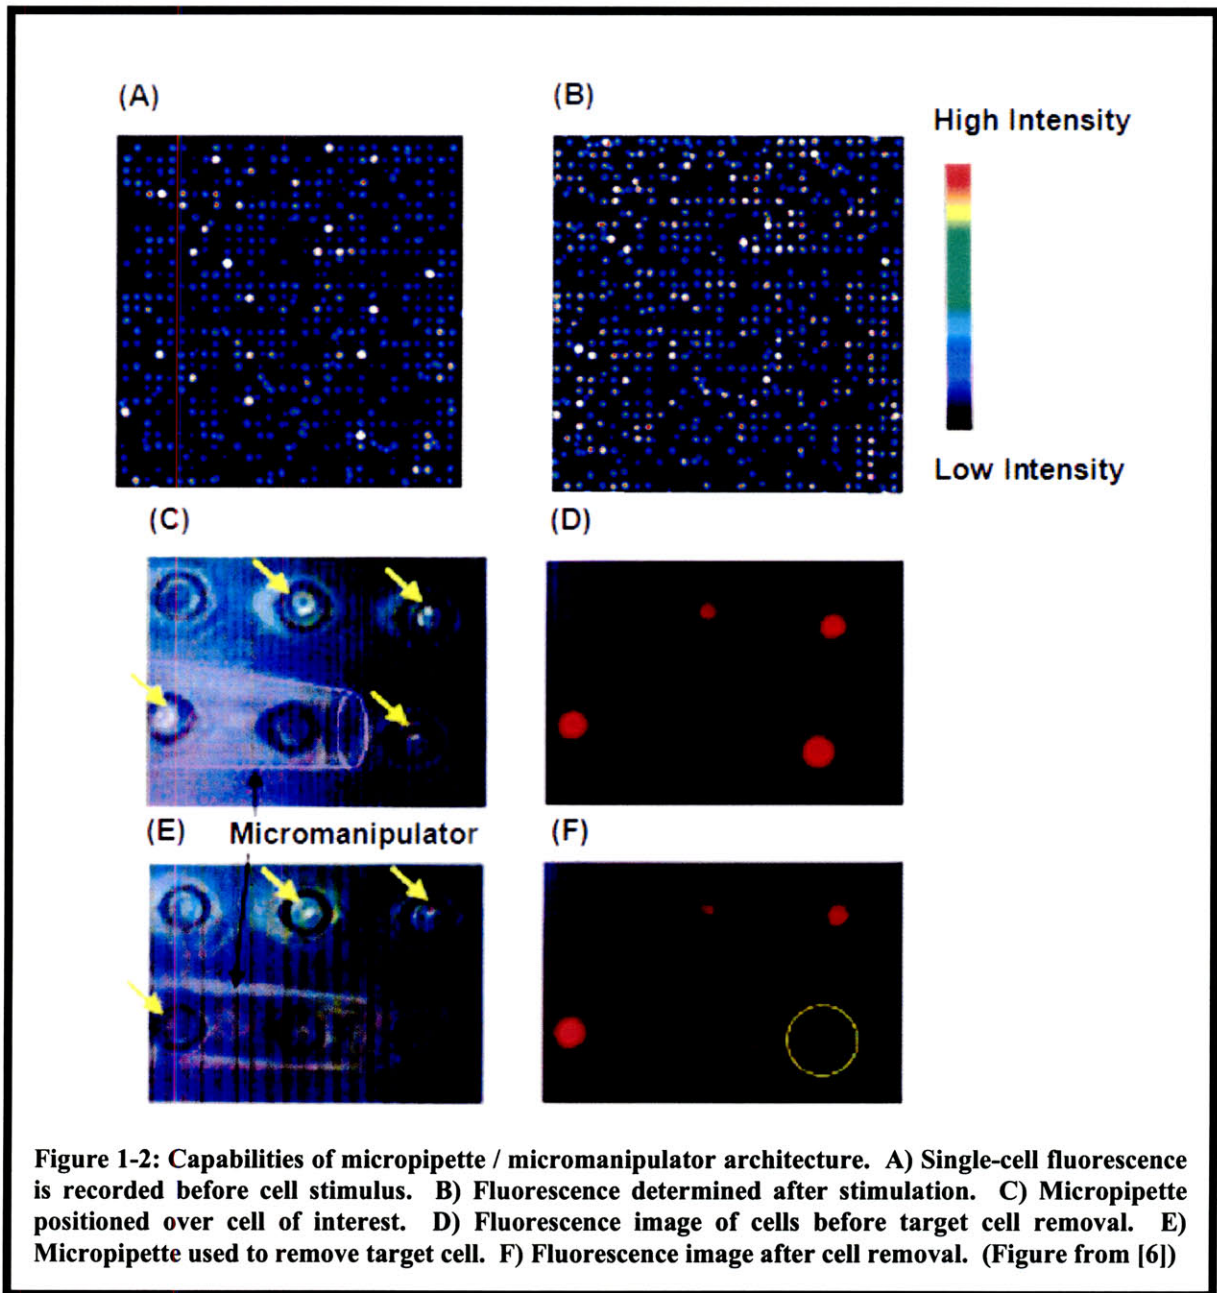 (A)
(B)
High Intensity
Low Intensity
(C)
(D)
(E)
Micromanipulator
(F)
Figure 1-2: Capabilities of micropipette / micromanipulator architecture. A) Single-cell fluorescence
is recorded before cell stimulus. B) Fluorescence determined after stimulation. C) Micropipette
positioned over cell of interest. D) Fluorescence image of cells before target cell removal. E)
Micropipette used to remove target cell. F) Fluorescence image after cell removal. (Figure from [6])